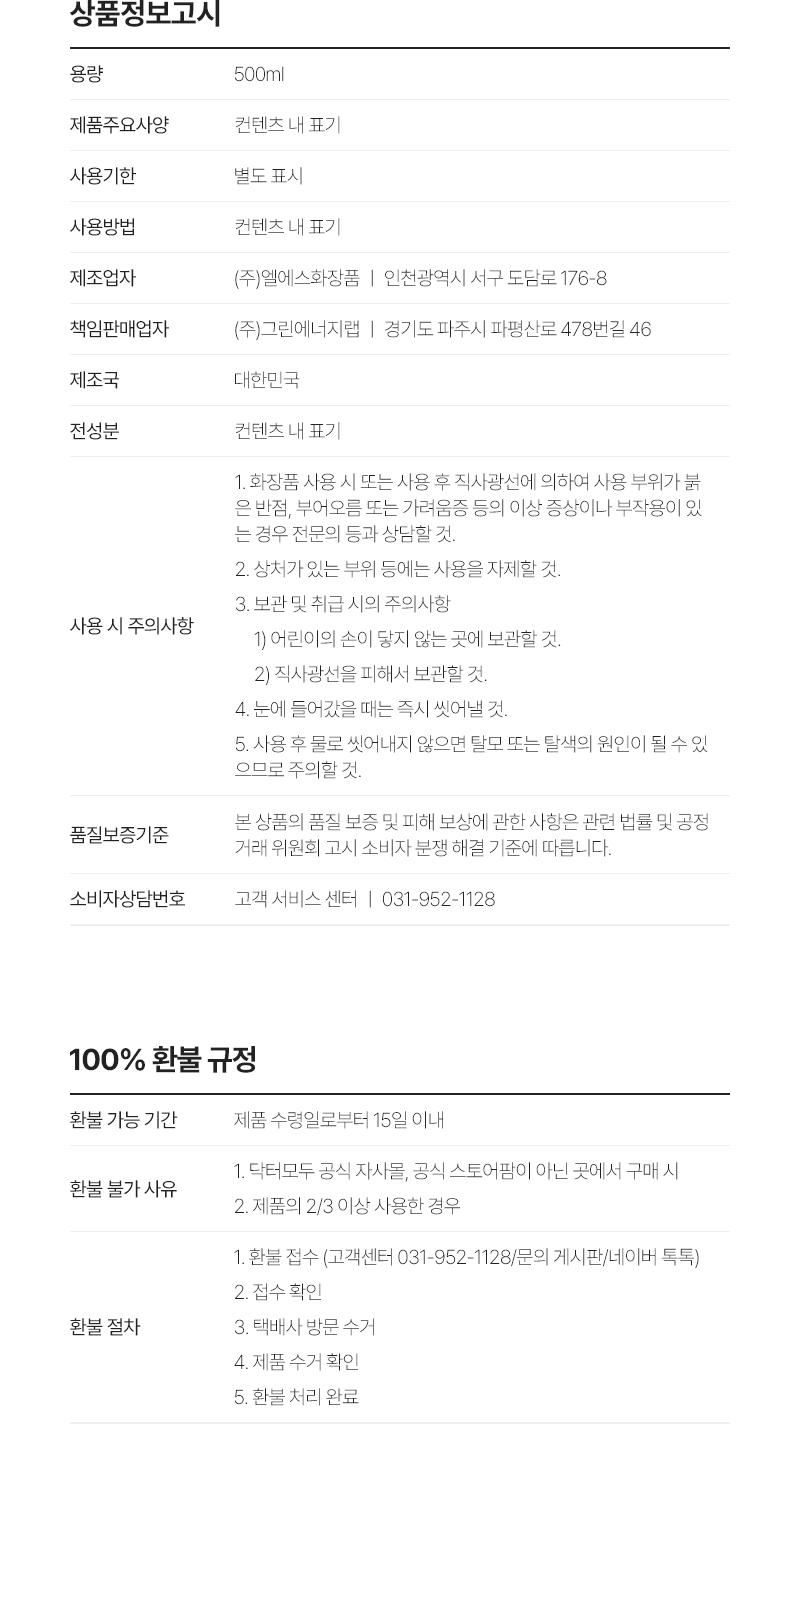 상품정보고시
용량 500ml
제품주요사양 컨텐츠 내 표기
사용기한 별도 표시
사용방법 컨텐츠 내 표기
제조업자 (주)엘에스화장품 | 인천광역시 서구 도담로 176-8
책임판매업자 (주)그린에너지랩 | 경기도 파주시 파평산로 478번길 46
제조국 대한민국
전성분 컨텐츠 내 표기
사용 시 주의사항
1. 화장품 사용 시 또는 사용 후 직사광선에 의하여 사용 부위가 붉
은 반점, 부어오름 또는 가려움증 등의 이상 증상이나 부작용이 있
는 경우 전문의 등과 상담할 것.
2. 상처가 있는 부위 등에는 사용을 자제할 것.
3. 보관 및 취급 시의 주의사항
1) 어린이의 손이 닿지 않는 곳에 보관할 것.
2) 직사광선을 피해서 보관할 것.
4. 눈에 들어갔을 때는 즉시 씻어낼 것.
5. 사용 후 물로 씻어내지 않으면 탈모 또는 탈색의 원인이 될 수 있
으므로 주의할 것.
품질보증기준
본 상품의 품질 보증 및 피해 보상에 관한 사항은 관련 법률 및 공정
거래 위원회 고시 소비자 분쟁 해결 기준에 따릅니다.
소비자상담번호 고객 서비스 센터 | 031-952-1128
100% 환불 규정
환불 가능 기간 제품 수령일로부터 15일 이내
환불 불가 사유
1. 닥터모두 공식 자사몰, 공식 스토어팜이 아닌 곳에서 구매 시
2. 제품의 2/3 이상 사용한 경우
환불 절차
1. 환불 접수 (고객센터 031-952-1128/문의 게시판/네이버 톡톡)
2. 접수 확인
3. 택배사 방문 수거
4. 제품 수거 확인
5. 환불 처리 완료